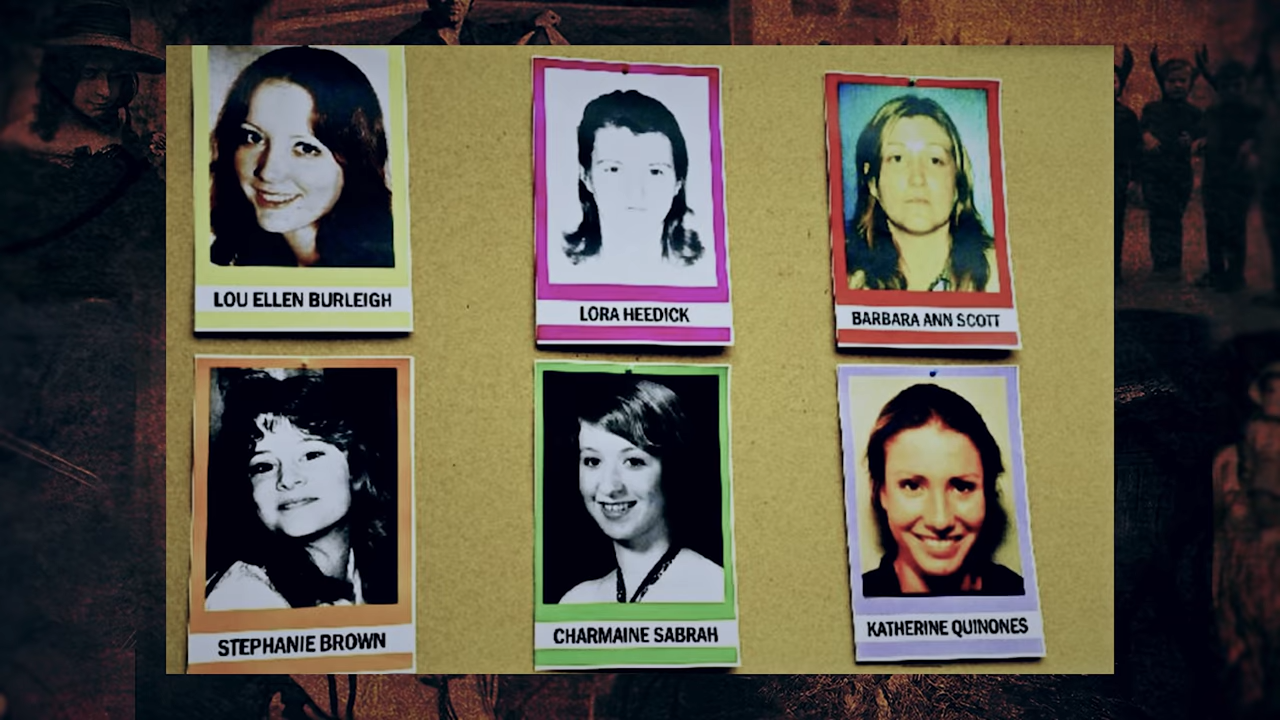 LOU ELLEN BURLEIGH
LORA HEEDICK
BARBARA ANN SCOTT
STEPHANIE BROWN
CHARMAINE SABRAH
KATHERINE QUINONES